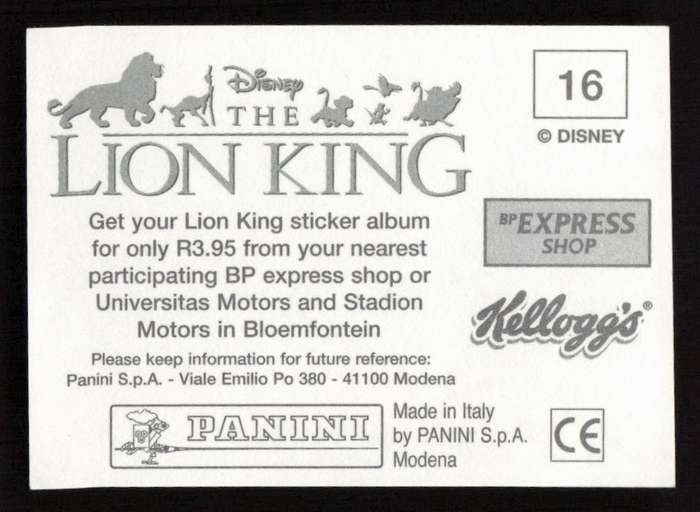 Disney
THE
LION KING
16
© DISNEY
Get your Lion King sticker album
for only R3.95 from your nearest
participating BP express shop or
Universitas Motors and Stadion
Motors in Bloemfontein
BP EXPRESS
SHOP
Kellogg's®
Please keep information for future reference:
Panini S.p.A. - Viale Emilio Po 380 - 41100 Modena
PANINI
Made in Italy
by PANINI S.p.A.
Modena
CE